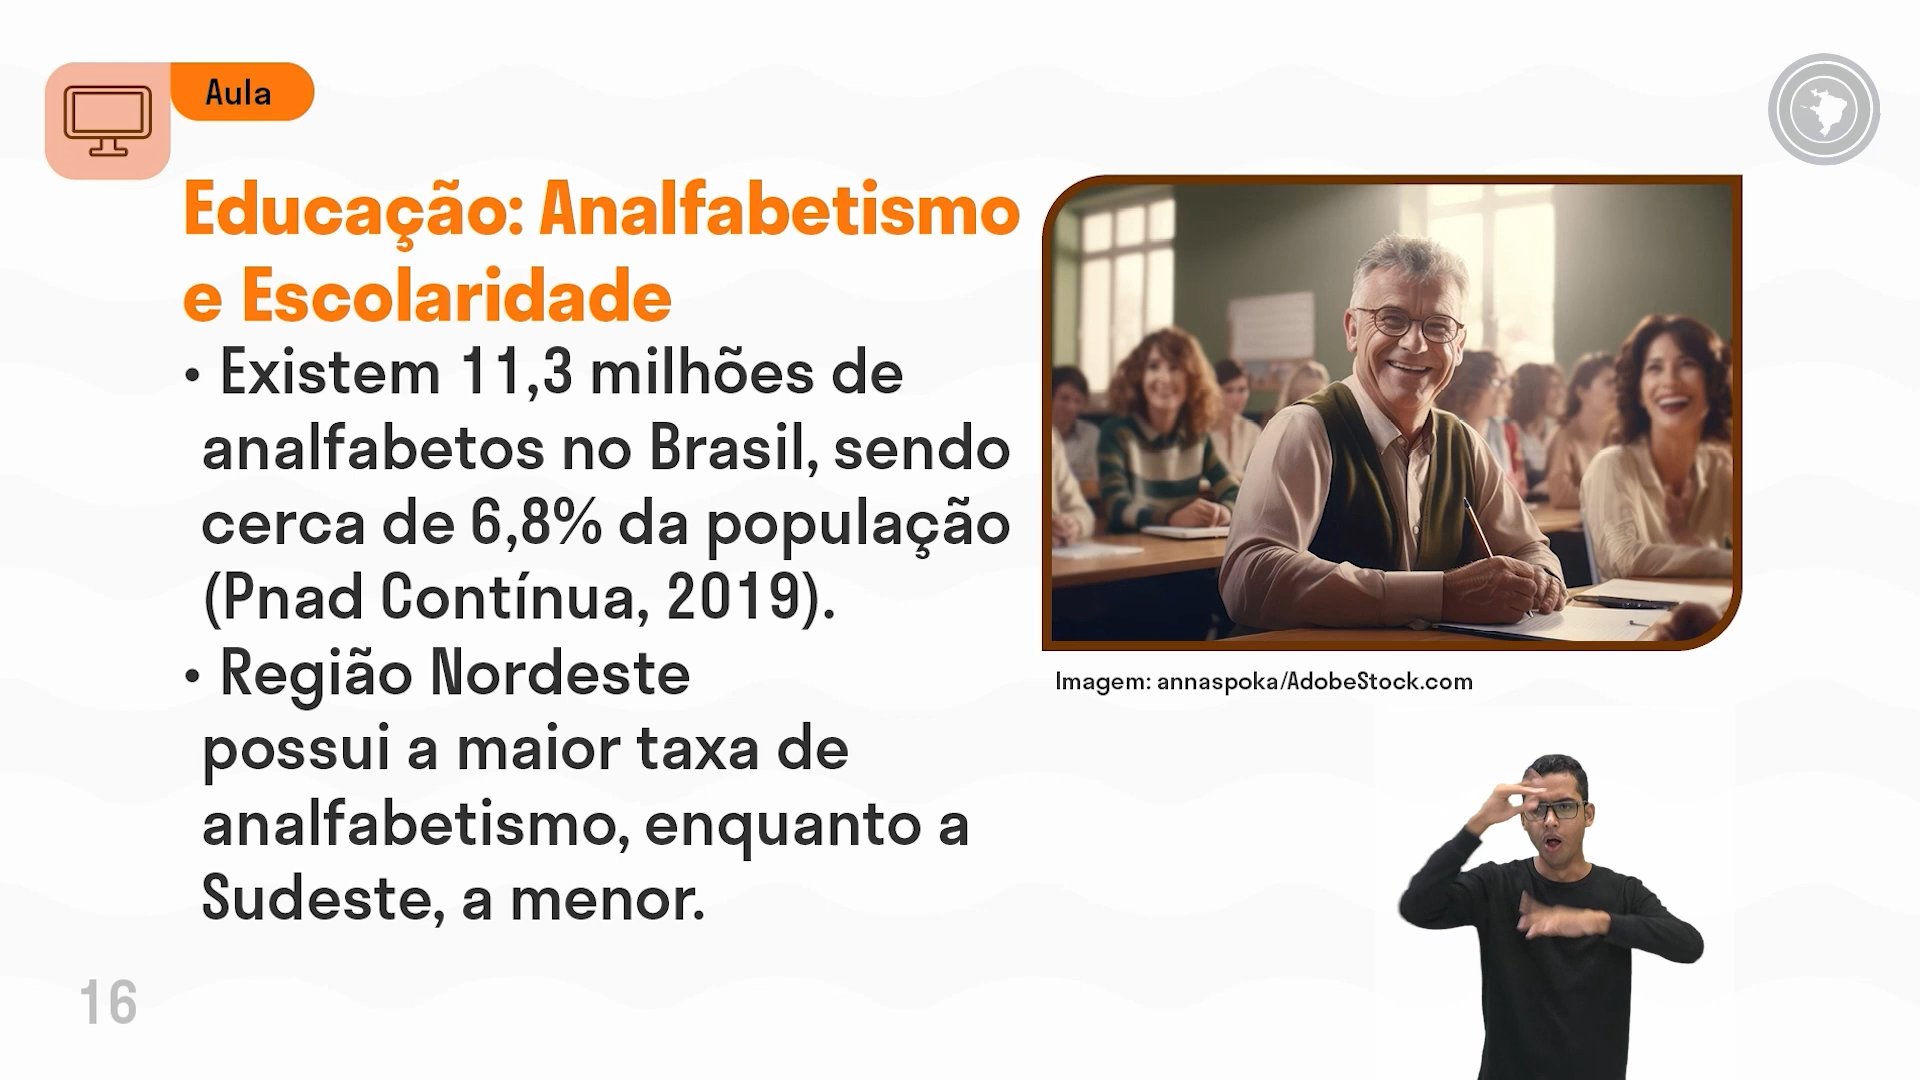 Aula
Educação: Analfabetismo
e Escolaridade
• Existem 11,3 milhões de
analfabetos no Brasil, sendo
cerca de 6,8% da população
(Pnad Contínua, 2019).
• Região Nordeste
possui a maior taxa de
analfabetismo, enquanto a
Sudeste, a menor.
Imagem: annaspoka/AdobeStock.com
16